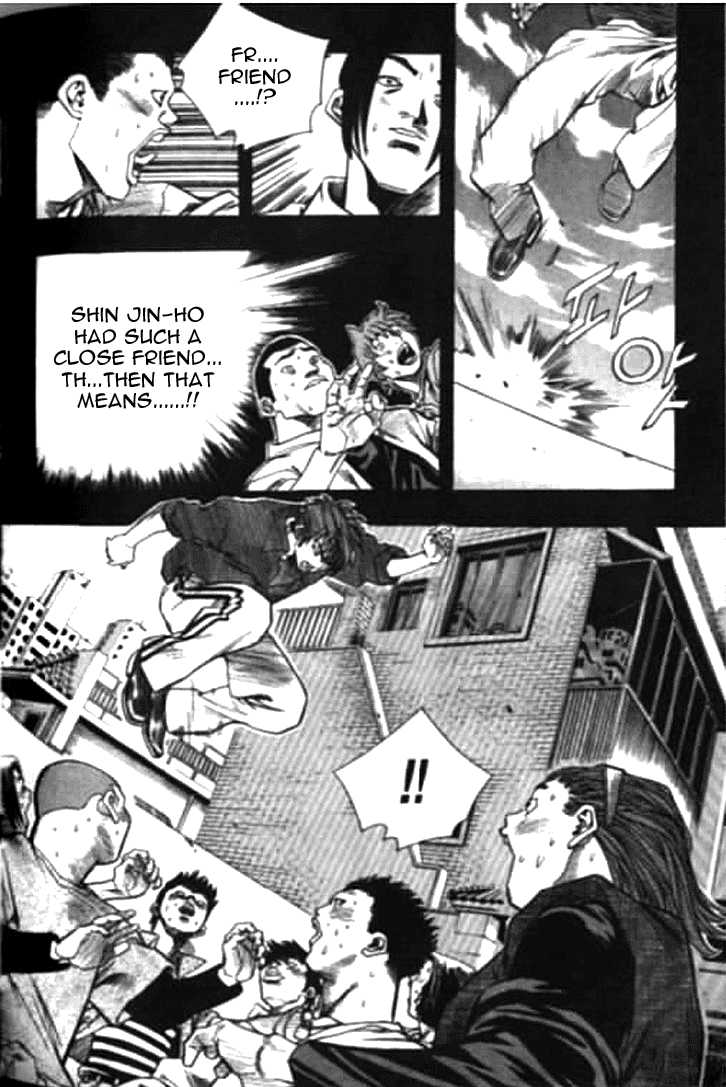 FR....
FRIEND
....!?
SHIN JIN-HO
HAD SUCH A
CLOSE FRIEND...
TH...THEN THAT
MEANS......!!
파
앗
!!